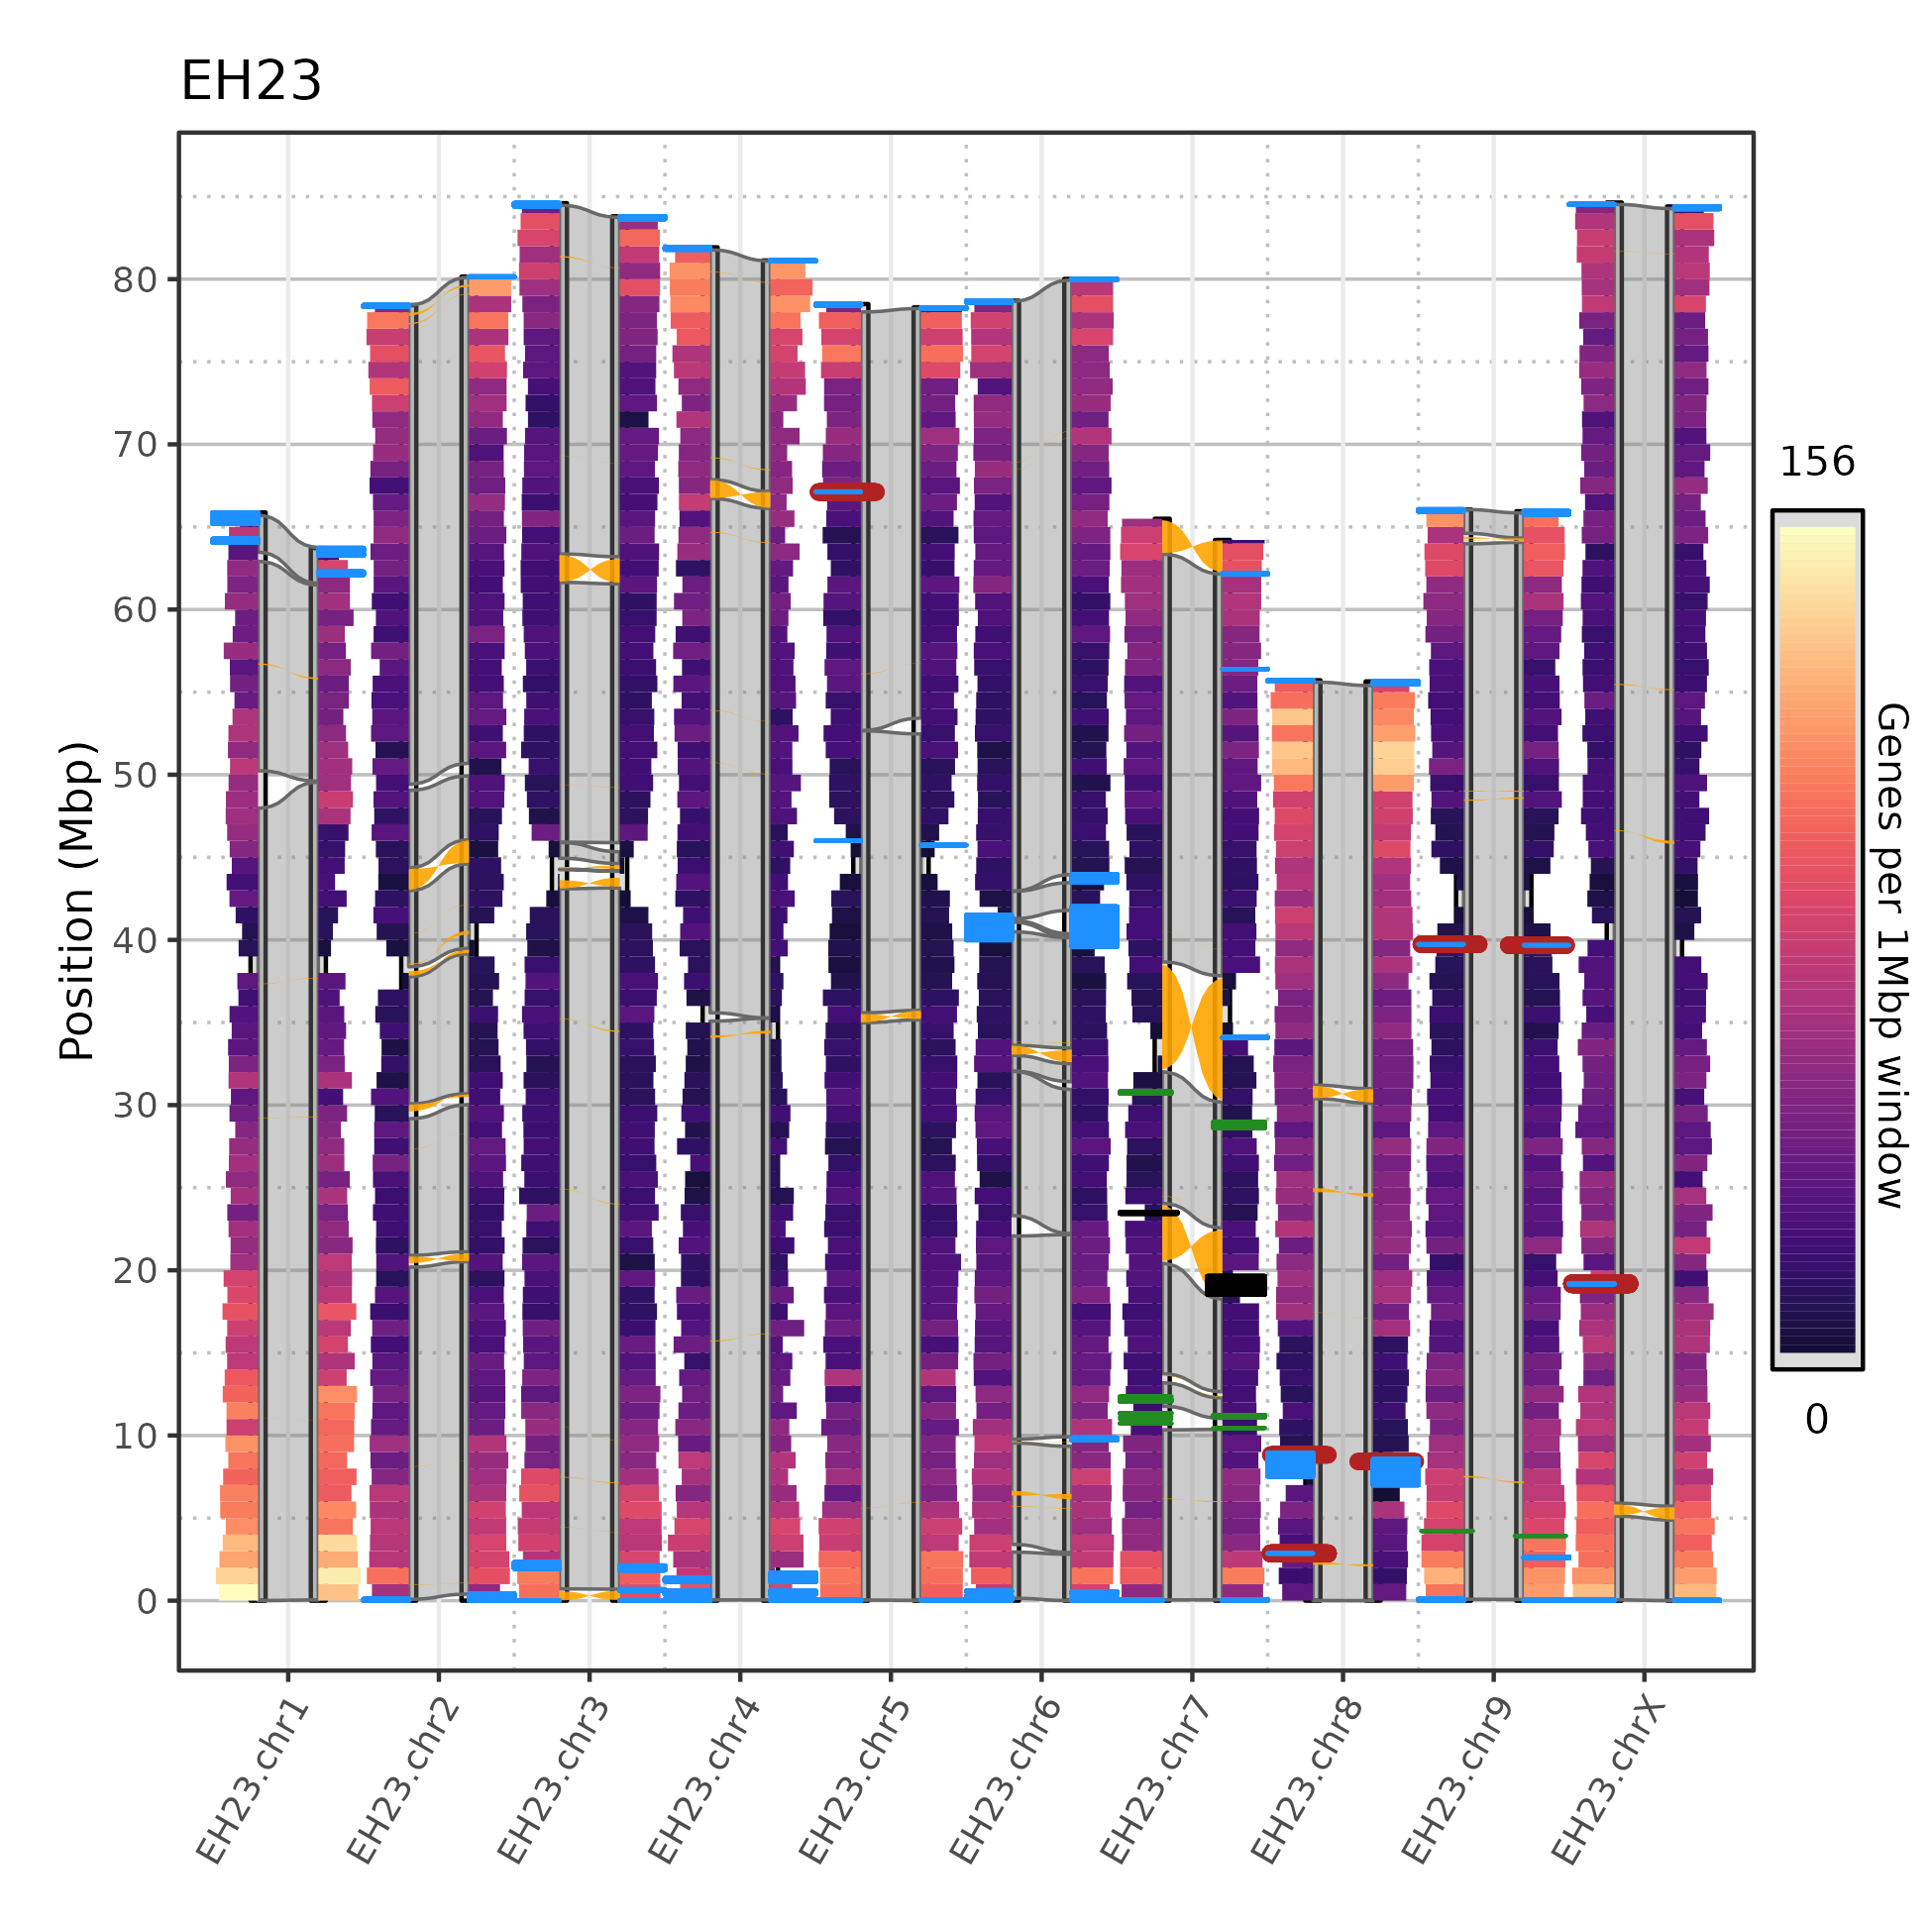 EH23
80
70
60
50
40
30
20
10
0
Position (Mbp)
EH23.chr1
EH23.chr2
EH23.chr3
EH23.chr4
EH23.chr5
EH23.chr6
EH23.chr7
EH23.chr8
EH23.chr9
EH23.chrX
156
0
Genes per 1Mbp window